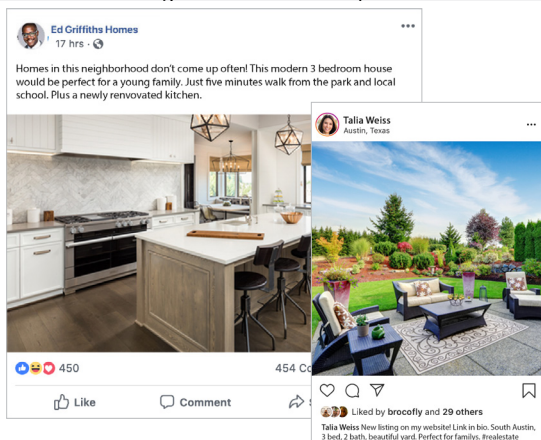 Ed Griffiths Homes
17 hrs ·
Homes in this neighborhood don't come up often! This modern 3 bedroom house
would be perfect for a young family. Just five minutes walk from the park and local
school. Plus a newly renvovated kitchen.
450
454 Co
Like
Comment
S
Talia Weiss
Austin, Texas
Liked by brocofly and 29 others
Talia Weiss New listing on my website! Link in bio. South Austin,
3 bed, 2 bath, beautiful yard. Perfect for familys. #realestate